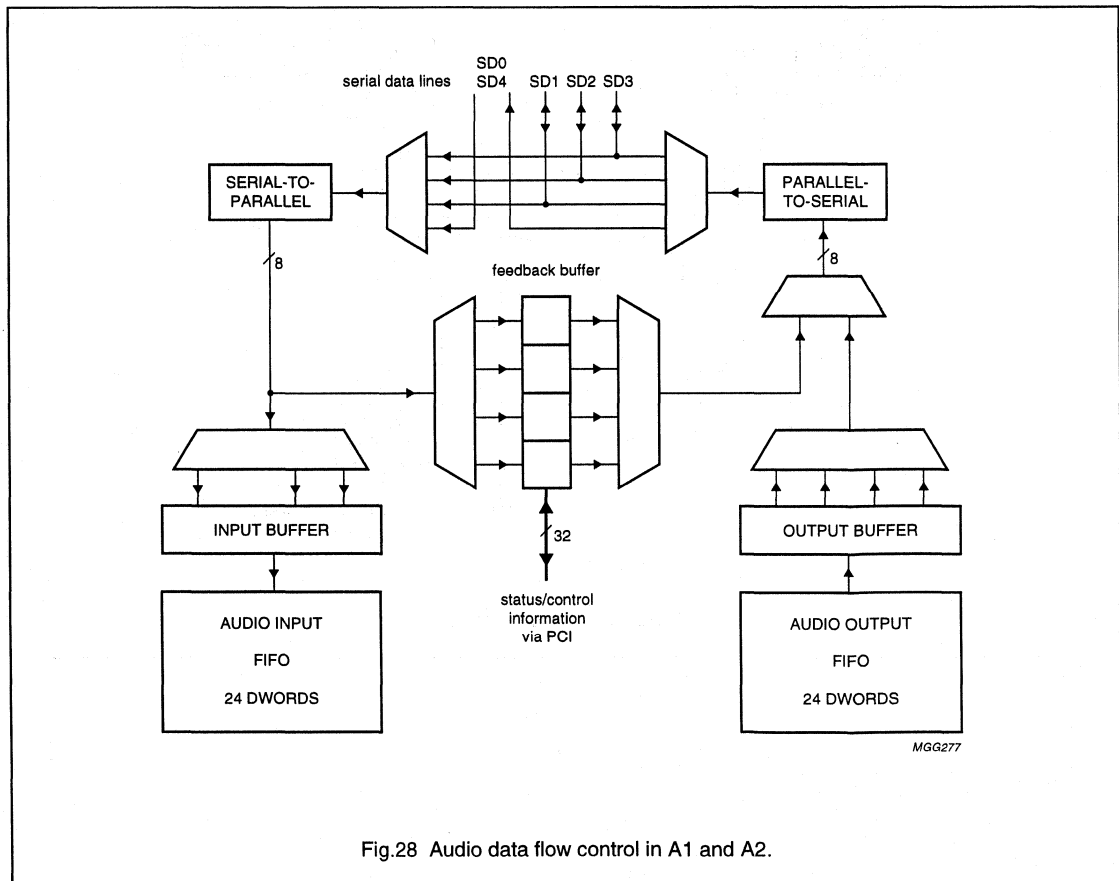 SD0
serial data lines SD4 SD1 SD2 SD3
SERIAL-TO-
PARALLEL
PARALLEL-
TO-SERIAL
8
8
feedback buffer
INPUT BUFFER
OUTPUT BUFFER
32
status/control
information
via PCI
AUDIO INPUT
FIFO
24 DWORDS
AUDIO OUTPUT
FIFO
24 DWORDS
MGG277
Fig.28 Audio data flow control in A1 and A2.